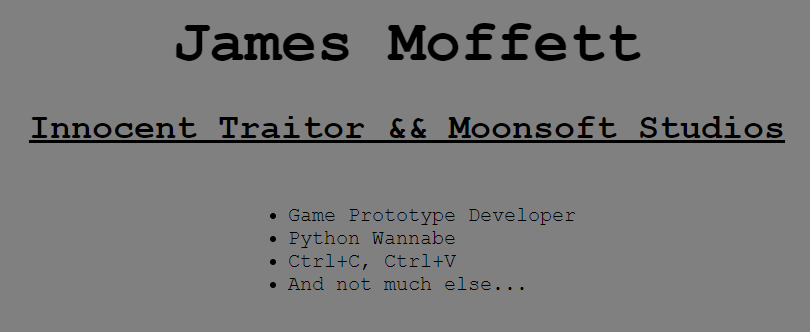 James Moffett
Innocent Traitor && Moonsoft Studios
• Game Prototype Developer
• Python Wannabe
• Ctrl+C, Ctrl+V
• And not much else...